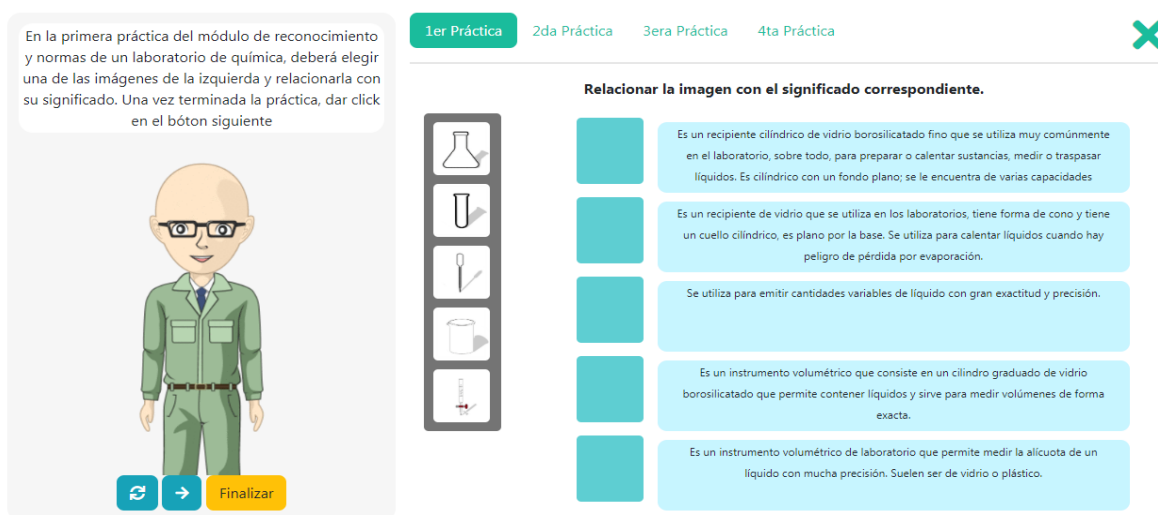 En la primera práctica del módulo de reconocimiento
y normas de un laboratorio de química, deberá elegir
una de las imágenes de la izquierda y relacionarla con
su significado. Una vez terminada la práctica, dar click
en el bóton siguiente
Finalizar
1er Práctica 2da Práctica 3era Práctica 4ta Práctica
Relacionar la imagen con el significado correspondiente.
Es un recipiente cilíndrico de vidrio borosilicatado fino que se utiliza muy comúnmente
en el laboratorio, sobre todo, para preparar o calentar sustancias, medir o traspasar
líquidos. Es cilíndrico con un fondo plano; se le encuentra de varias capacidades
Es un recipiente de vidrio que se utiliza en los laboratorios, tiene forma de cono y tiene
un cuello cilíndrico, es plano por la base. Se utiliza para calentar líquidos cuando hay
peligro de pérdida por evaporación.
Se utiliza para emitir cantidades variables de líquido con gran exactitud y precisión.
Es un instrumento volumétrico que consiste en un cilindro graduado de vidrio
borosilicatado que permite contener líquidos y sirve para medir volúmenes de forma
exacta.
Es un instrumento volumétrico de laboratorio que permite medir la alícuota de un
líquido con mucha precisión. Suelen ser de vidrio o plástico.